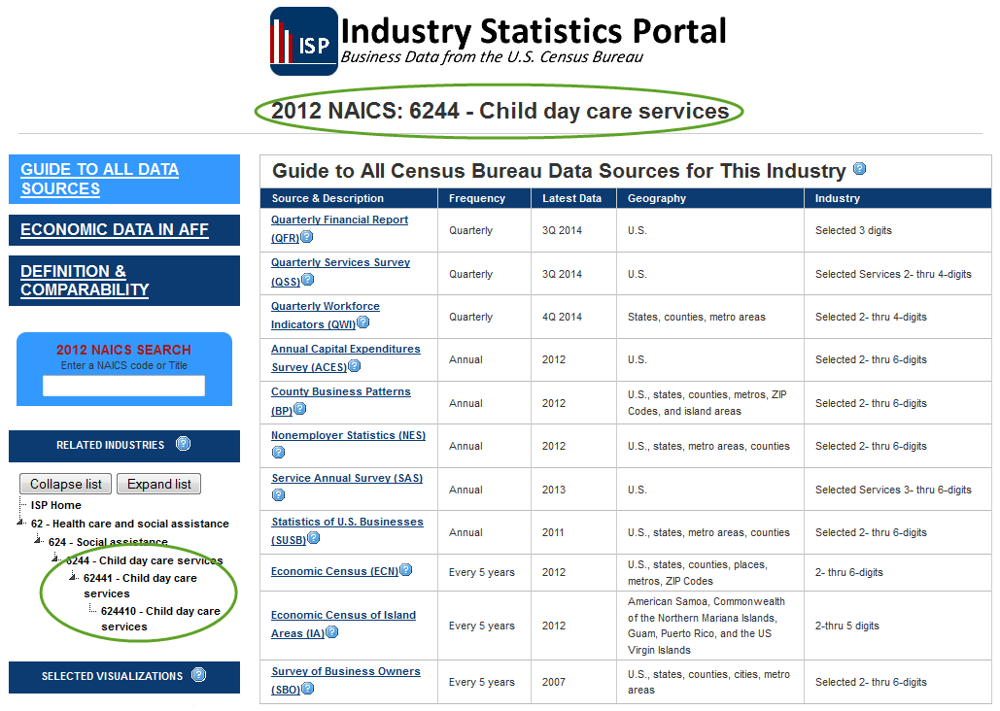 ISP
Industry Statistics Portal
Business Data from the U.S. Census Bureau
2012 NAICS: 6244 - Child day care services
GUIDE TO ALL DATA
SOURCES
ECONOMIC DATA IN AFF
DEFINITION &
COMPARABILITY
2012 NAICS SEARCH
Enter a NAICS code or Title
RELATED INDUSTRIES ?
Collapse list Expand list
ISP Home
62 - Health care and social assistance
624 - Social assistance
6244 - Child day care services
62441 - Child day care
services
624410 - Child day care
services
SELECTED VISUALIZATIONS ?
Guide to All Census Bureau Data Sources for This Industry ?
Source & Description Frequency Latest Data Geography Industry
Quarterly Financial Report
(QFR)? Quarterly 3Q 2014 U.S. Selected 3 digits
Quarterly Services Survey
(QSS)? Quarterly 3Q 2014 U.S. Selected Services 2- thru 4-digits
Quarterly Workforce
Indicators (QWI)? Quarterly 4Q 2014 States, counties, metro areas Selected 2- thru 4-digits
Annual Capital Expenditures
Survey (ACES)? Annual 2012 U.S. Selected 2- thru 6-digits
County Business Patterns
(BP)? Annual 2012 U.S., states, counties, metros, ZIP
Codes, and island areas Selected 2- thru 6-digits
Nonemployer Statistics (NES)
? Annual 2012 U.S., states, metro areas, counties Selected 2- thru 6-digits
Service Annual Survey (SAS)
? Annual 2013 U.S. Selected Services 3- thru 6-digits
Statistics of U.S. Businesses
(SUSB)? Annual 2011 U.S., states, metro areas, counties Selected 2- thru 6-digits
Economic Census (ECN)? Every 5 years 2012 U.S., states, counties, places,
metros, ZIP Codes 2- thru 6-digits
Economic Census of Island
Areas (IA)? Every 5 years 2012 American Samoa, Commonwealth
of the Northern Mariana Islands,
Guam, Puerto Rico, and the US
Virgin Islands 2-thru 5 digits
Survey of Business Owners
(SBO)? Every 5 years 2007 U.S., states, counties, cities, metro
areas Selected 2- thru 6-digits